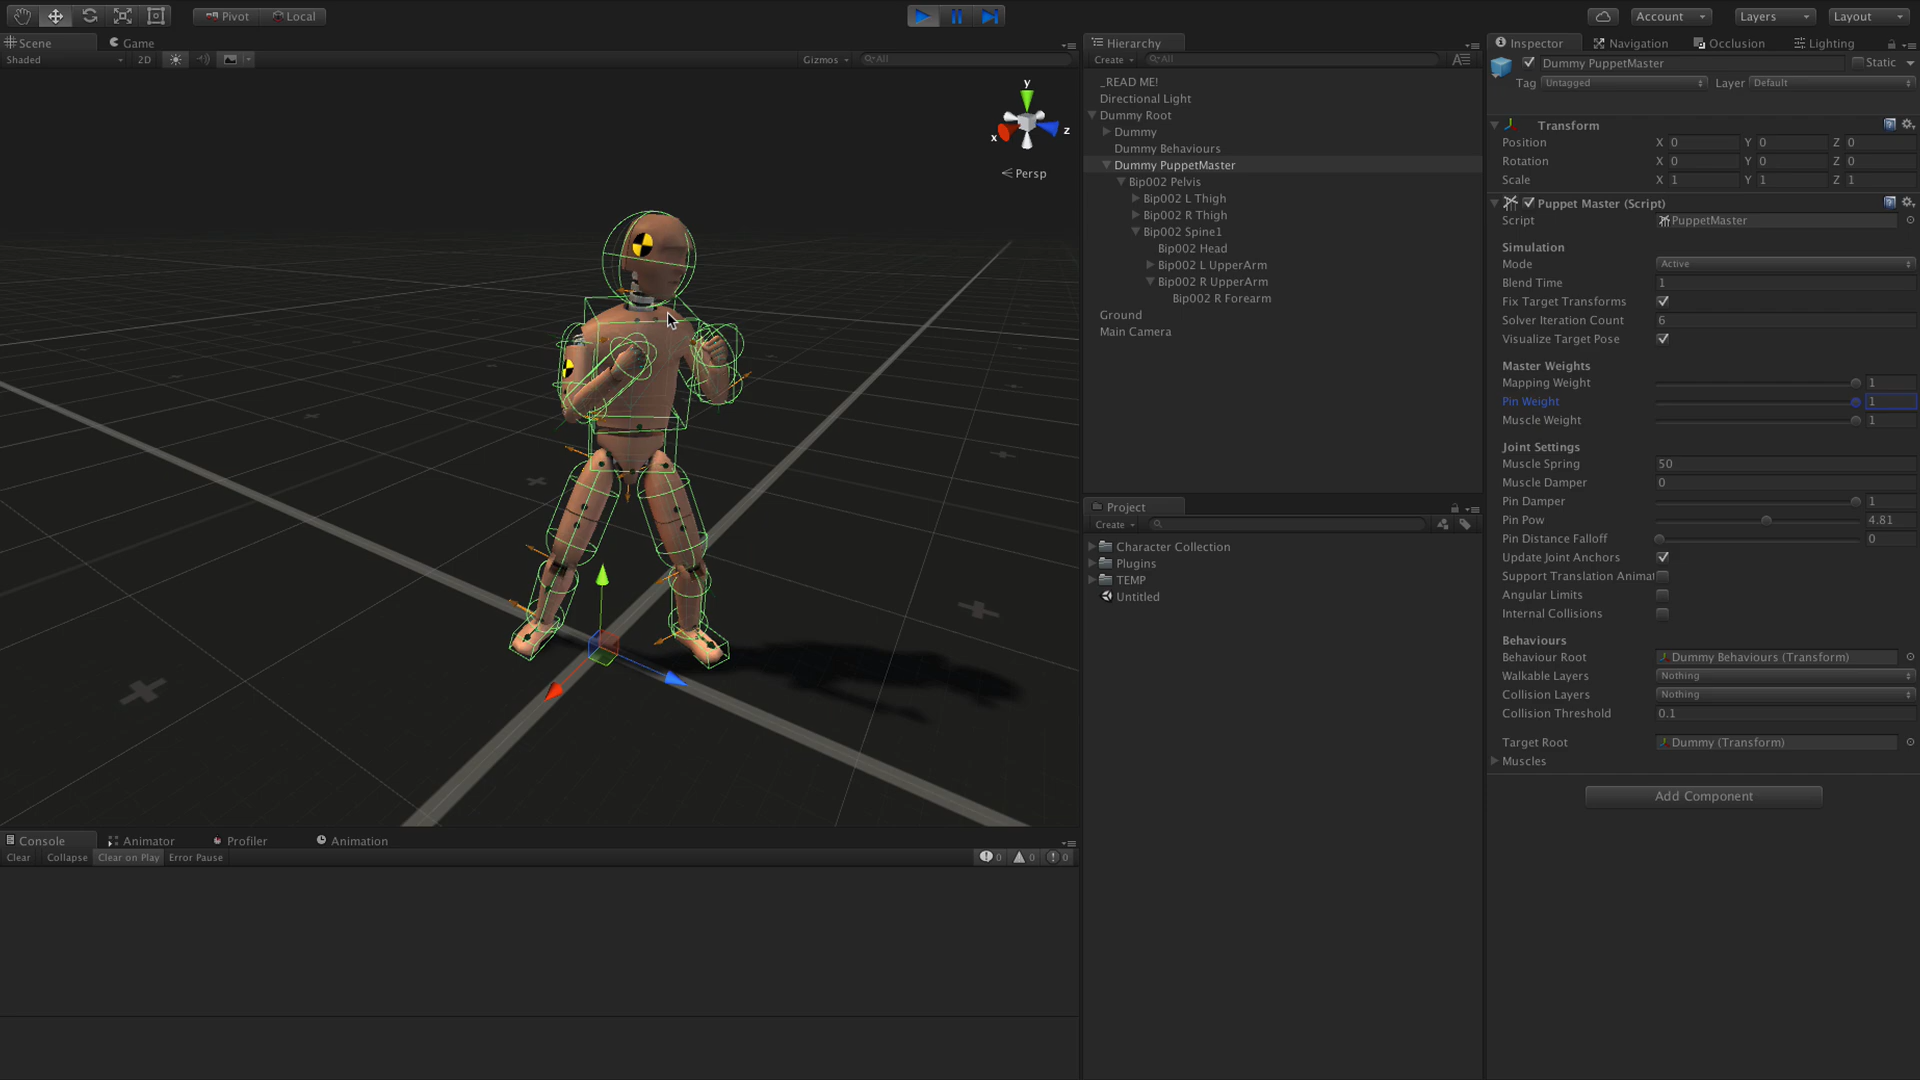 Pivot
Local
Account
Layers
Layout
Scene
Game
Shaded
2D
Gizmos
All
y
x
z
Persp
Console
Animator
Profiler
Animation
Clear
Collapse
Clear on Play
Error Pause
0
0
0
Hierarchy
Create
All
_READ ME!
Directional Light
Dummy Root
Dummy
Dummy Behaviours
Dummy PuppetMaster
Bip002 Pelvis
Bip002 L Thigh
Bip002 R Thigh
Bip002 Spine1
Bip002 Head
Bip002 L UpperArm
Bip002 R UpperArm
Bip002 R Forearm
Ground
Main Camera
Project
Create
Character Collection
Plugins
TEMP
Untitled
Inspector
Navigation
Occlusion
Lighting
Dummy PuppetMaster
Static
Tag Untagged
Layer Default
Transform
Position X 0 Y 0 Z 0
Rotation X 0 Y 0 Z 0
Scale X 1 Y 1 Z 1
Puppet Master (Script)
Script PuppetMaster
Simulation
Mode Active
Blend Time 1
Fix Target Transforms
Solver Iteration Count 6
Visualize Target Pose
Master Weights
Mapping Weight 1
Pin Weight 1
Muscle Weight 1
Joint Settings
Muscle Spring 50
Muscle Damper 0
Pin Damper 1
Pin Pow 4.81
Pin Distance Falloff 0
Update Joint Anchors
Support Translation Animat
Angular Limits
Internal Collisions
Behaviours
Behaviour Root Dummy Behaviours (Transform)
Walkable Layers Nothing
Collision Layers Nothing
Collision Threshold 0.1
Target Root Dummy (Transform)
Muscles
Add Component